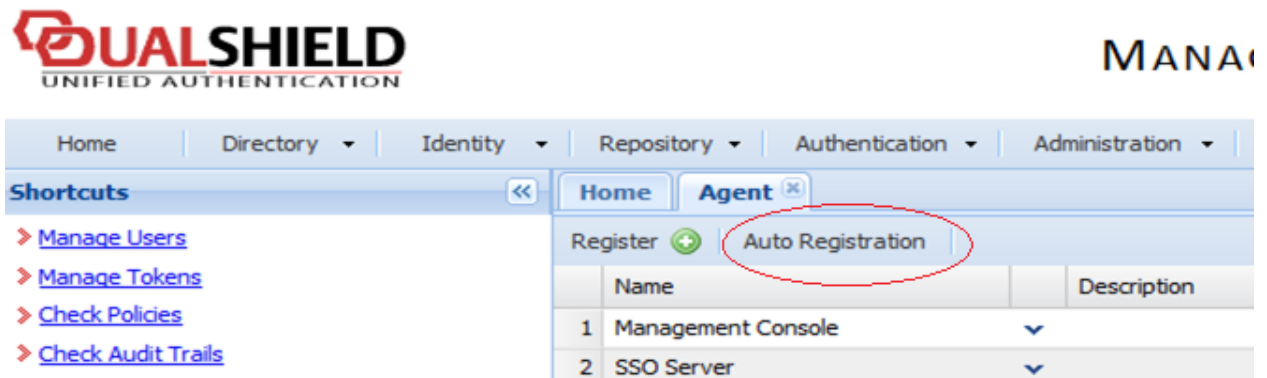 DUALSHIELD
UNIFIED AUTHENTICATION
MANA
Home Directory Identity Repository Authentication Administration
Shortcuts
Home Agent
Manage Users
Manage Tokens
Check Policies
Check Audit Trails
Register Auto Registration
Name Description
1 Management Console
2 SSO Server